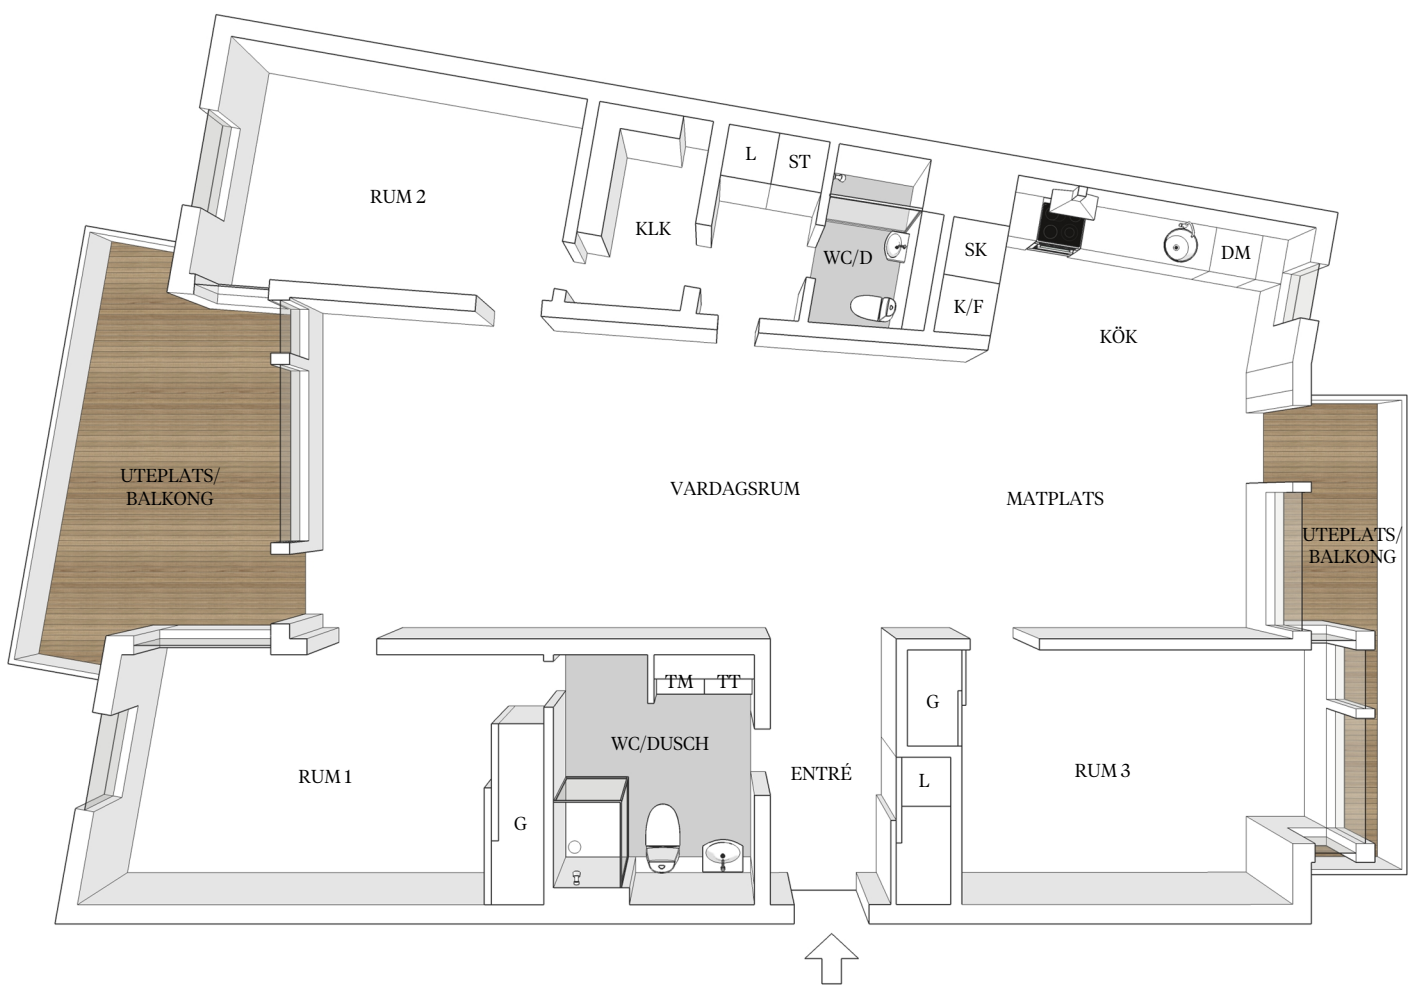 L
ST
RUM 2
KLK
WC/D
SK
DM
K/F
KÖK
UTEPLATS/
BALKONG
VARDAGSRUM
MATPLATS
UTEPLATS/
BALKONG
TM
TT
G
WC/DUSCH
RUM 1
ENTRÉ
L
RUM 3
G